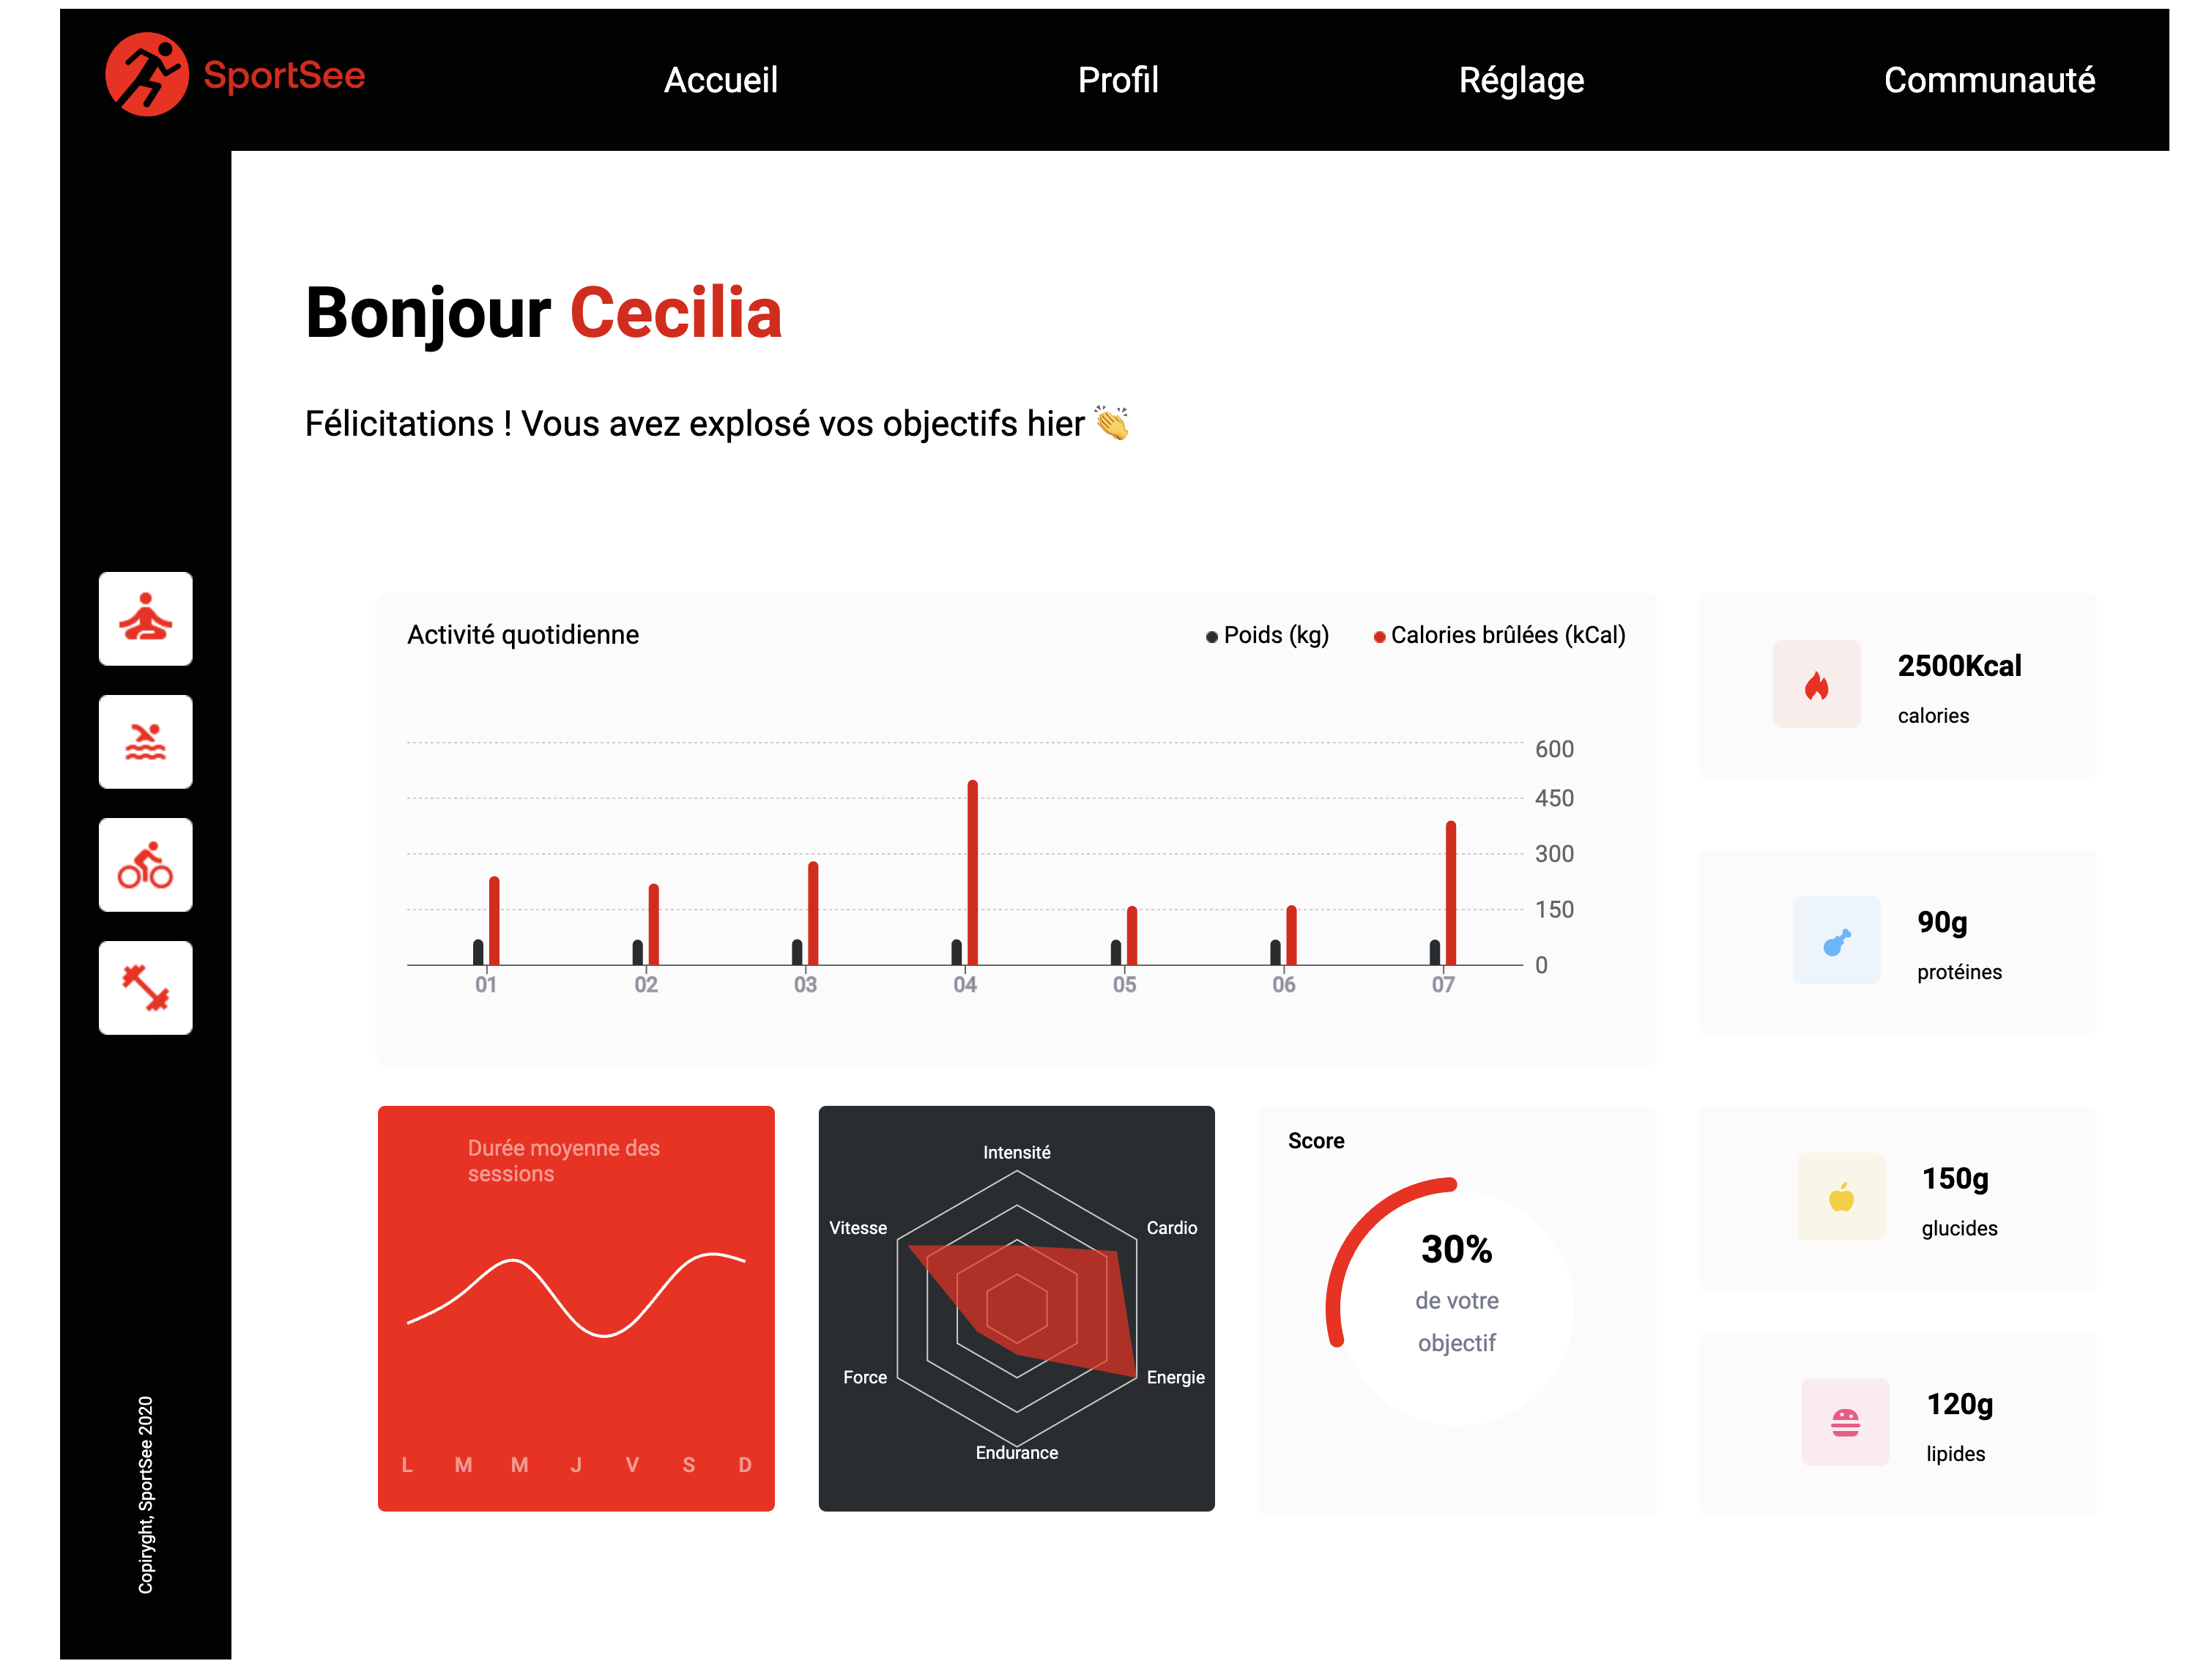 SportSee
Accueil
Profil
Réglage
Communauté
Bonjour Cecilia
Félicitations ! Vous avez explosé vos objectifs hier 👏
Activité quotidienne
Poids (kg)
Calories brûlées (kCal)
600
450
300
150
0
01
02
03
04
05
06
07
2500Kcal
calories
90g
protéines
150g
glucides
120g
lipides
Durée moyenne des
sessions
L
M
M
J
V
S
D
Intensité
Vitesse
Cardio
Force
Energie
Endurance
Score
30%
de votre
objectif
Copiryght, SportSee 2020